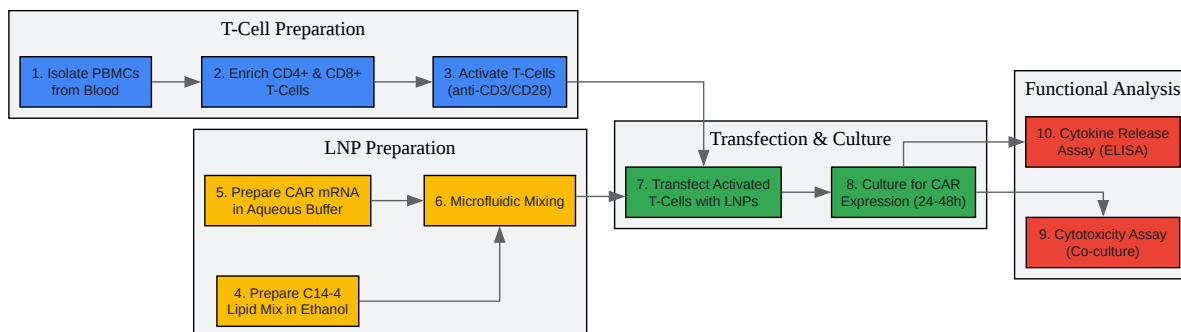 T-Cell Preparation
1. Isolate PBMCs
from Blood
2. Enrich CD4+ & CD8+
T-Cells
3. Activate T-Cells
(anti-CD3/CD28)
LNP Preparation
5. Prepare CAR mRNA
in Aqueous Buffer
6. Microfluidic Mixing
4. Prepare C14-4
Lipid Mix in Ethanol
Transfection & Culture
7. Transfect Activated
T-Cells with LNPs
8. Culture for CAR
Expression (24-48h)
Functional Analysis
10. Cytokine Release
Assay (ELISA)
9. Cytotoxicity Assay
(Co-culture)